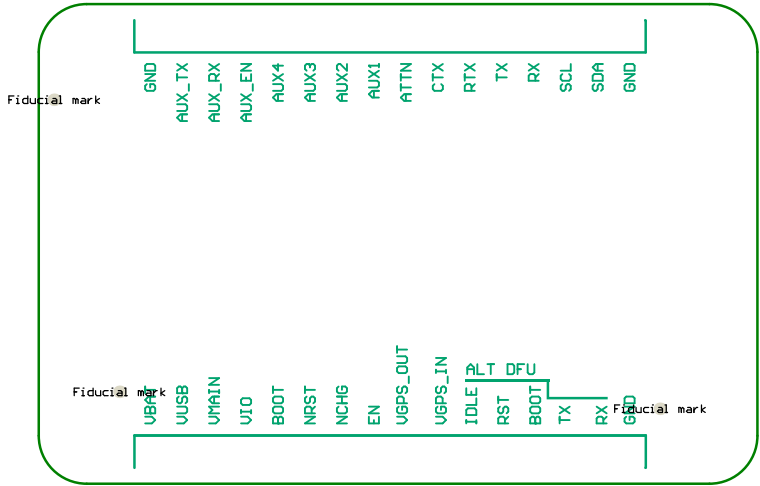 GND
AUX_TX
AUX_RX
AUX_EN
AUX4
AUX3
AUX2
AUX1
ATTN
CTX
RTX
TX
RX
SCL
SDA
GND
Fiducial mark
ALT DFU
Fiducial mark
VBAT
VUSB
VMAIN
VIO
BOOT
NRST
NCHG
EN
VGPS_OUT
VGPS_IN
IDLE
RST
BOOT
TX
RX
GND
Fiducial mark